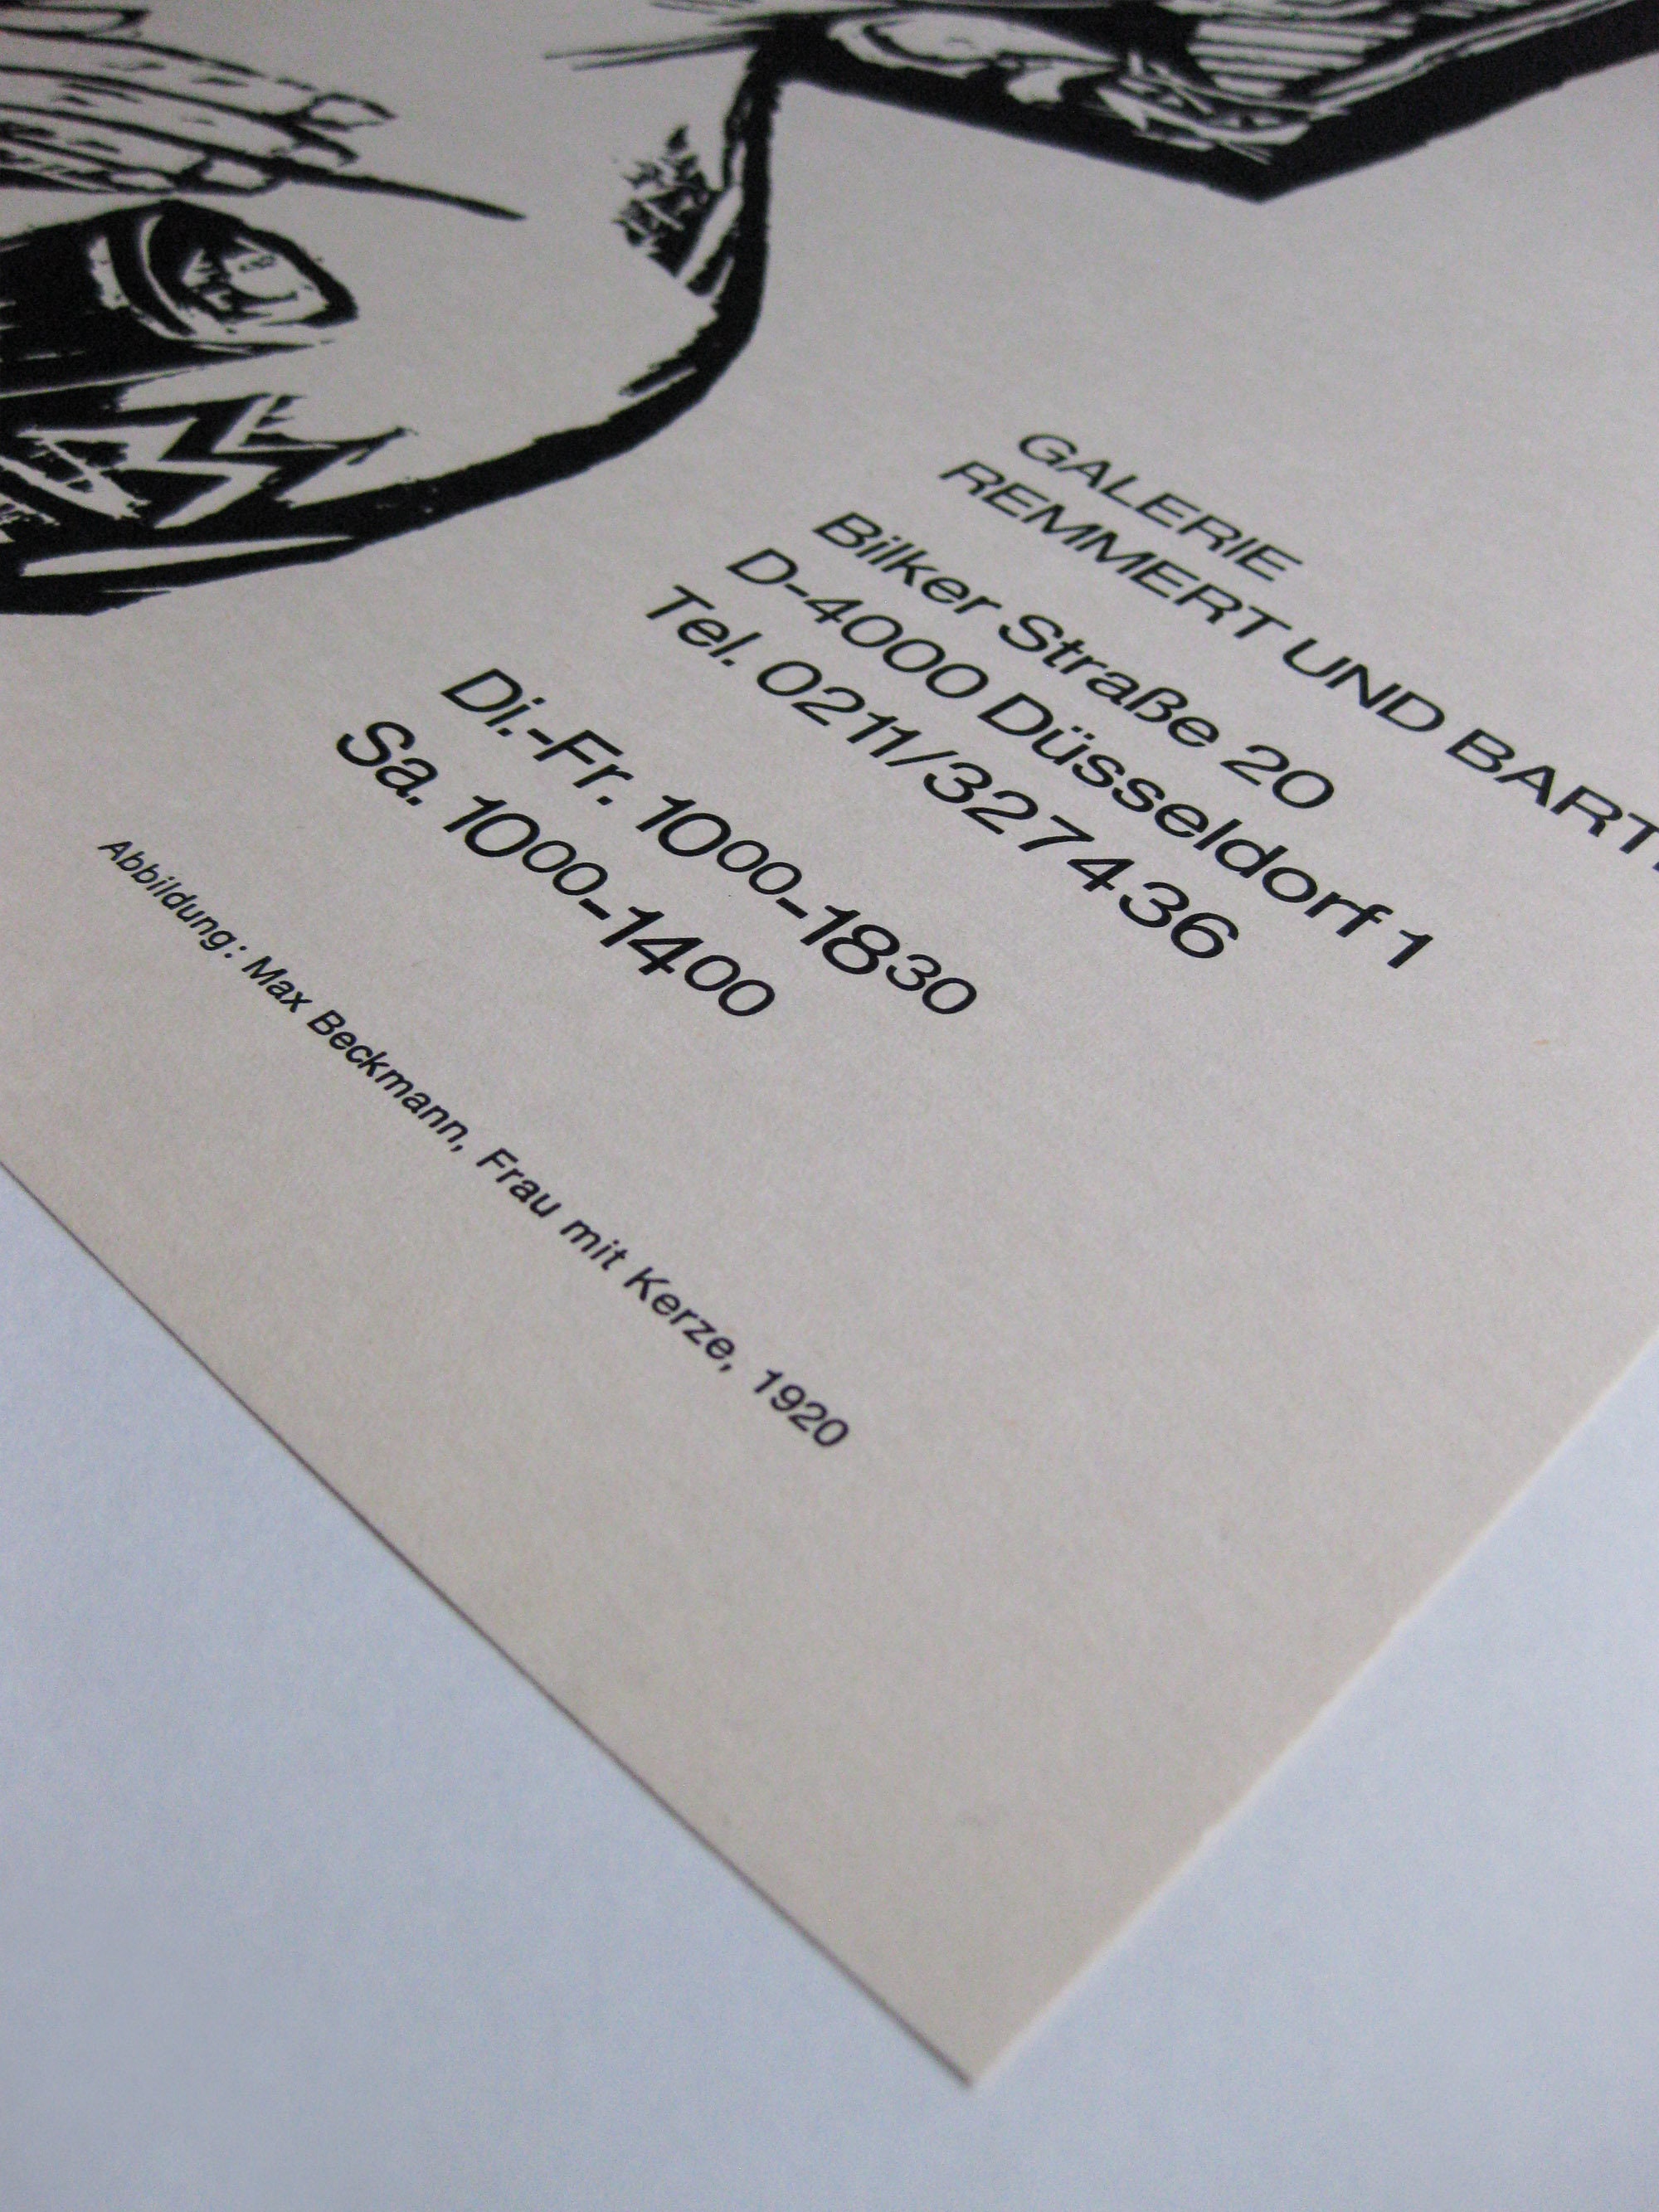 GALERIE
REMMERT UND BART
Bilker Straße 20
D-4000 Düsseldorf 1
Tel. 0211/327436
Di.-Fr. 10⁰⁰-18³⁰
Sa. 10⁰⁰-14⁰⁰
Abbildung: Max Beckmann, Frau mit Kerze, 1920